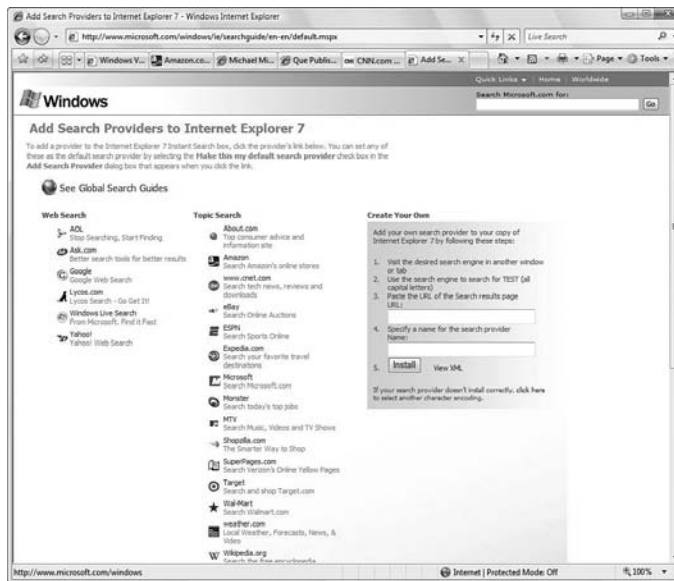 Add Search Providers to Internet Explorer 7 - Windows Internet Explorer
http://www.microsoft.com/windows/ie/searchguide/en-en/default.mspx
Live Search
Windows V...
Amazon.co...
Michael Mi...
Que Publis...
CNN.com ...
Add Se...
Page
Tools
Quick Links
Home
Worldwide
Windows
Search Microsoft.com for:
Go
Add Search Providers to Internet Explorer 7
To add a provider to the Internet Explorer 7 Instant Search box, click the provider's link below. You can set any of
these as the default search provider by selecting the Make this my default search provider check box in the
Add Search Provider dialog box that appears when you click the link.
See Global Search Guides
Web Search
AOL
Stop Searching, Start Finding
Ask.com
Better search tools for better results
Google
Google Web Search
Lycos.com
Lycos Search - Go Get It!
Windows Live Search
From Microsoft. Find it Fast
Yahoo!
Yahoo! Web Search
Topic Search
About.com
Top consumer advice and
information site
Amazon
Search Amazon's online stores
www.cnet.com
Search tech news, reviews and
downloads
eBay
Search Online Auctions
ESPN
Search Sports Online
Expedia.com
Search your favorite travel
destinations
Microsoft
Search Microsoft.com
Monster
Search today's top jobs
MTV
Search Music, Videos and TV Shows
Shopzilla.com
The Smarter Way to Shop
SuperPages.com
Search Verizon's Online Yellow Pages
Target
Search and shop Target.com
Wal-Mart
Search Walmart.com
weather.com
Local Weather, Forecasts, News, &
Video
Wikipedia.org
Search the free encyclopedia
Create Your Own
Add your own search provider to your copy of
Internet Explorer 7 by following these steps:
1. Visit the desired search engine in another window
or tab
2. Use the search engine to search for TEST (all
capital letters)
3. Paste the URL of the Search results page
URL:
4. Specify a name for the search provider
Name:
5. Install View XML
If your search provider doesn't install correctly, click here
to select another character encoding.
http://www.microsoft.com/windows
Internet | Protected Mode: Off
100%